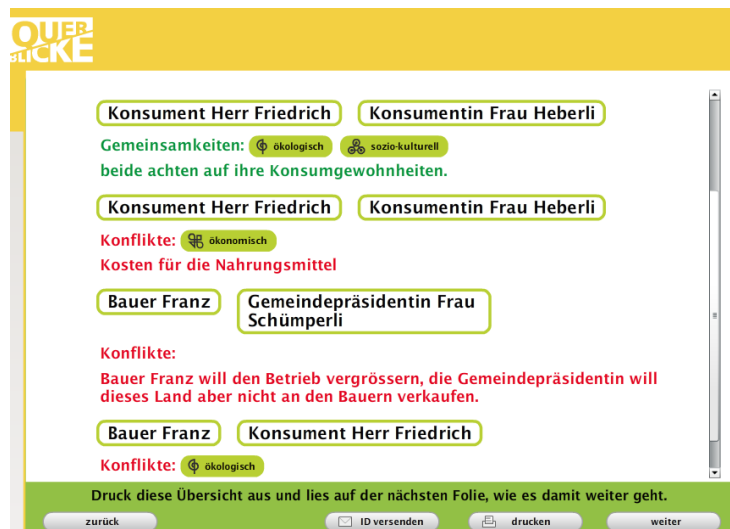 QUER
BLICKE
Konsument Herr Friedrich Konsumentin Frau Heberli
Gemeinsamkeiten: ökologisch sozio-kulturell
beide achten auf ihre Konsumgewohnheiten.
Konsument Herr Friedrich Konsumentin Frau Heberli
Konflikte: ökonomisch
Kosten für die Nahrungsmittel
Bauer Franz Gemeindepräsidentin Frau
Schümperli
Konflikte:
Bauer Franz will den Betrieb vergrössern, die Gemeindepräsidentin will
dieses Land aber nicht an den Bauern verkaufen.
Bauer Franz Konsument Herr Friedrich
Konflikte: ökologisch
Druck diese Übersicht aus und lies auf der nächsten Folie, wie es damit weiter geht.
zurück ID versenden drucken weiter